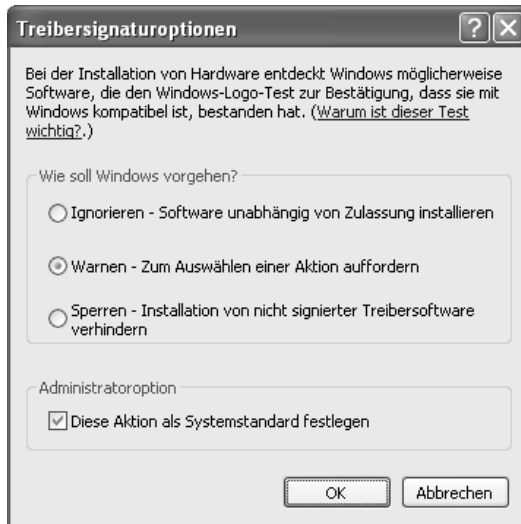 Treibersignaturoptionen
Bei der Installation von Hardware entdeckt Windows möglicherweise
Software, die den Windows-Logo-Test zur Bestätigung, dass sie mit
Windows kompatibel ist, bestanden hat. (Warum ist dieser Test
wichtig?.)
Wie soll Windows vorgehen?
Ignorieren - Software unabhängig von Zulassung installieren
Warnen - Zum Auswählen einer Aktion auffordern
Sperren - Installation von nicht signierter Treibersoftware
verhindern
Administratoroption
Diese Aktion als Systemstandard festlegen
OK Abbrechen